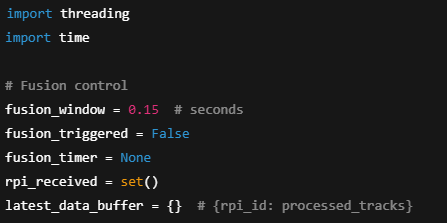 import threading
import time
# Fusion control
fusion_window = 0.15  # seconds
fusion_triggered = False
fusion_timer = None
rpi_received = set()
latest_data_buffer = {}  # {rpi_id: processed_tracks}